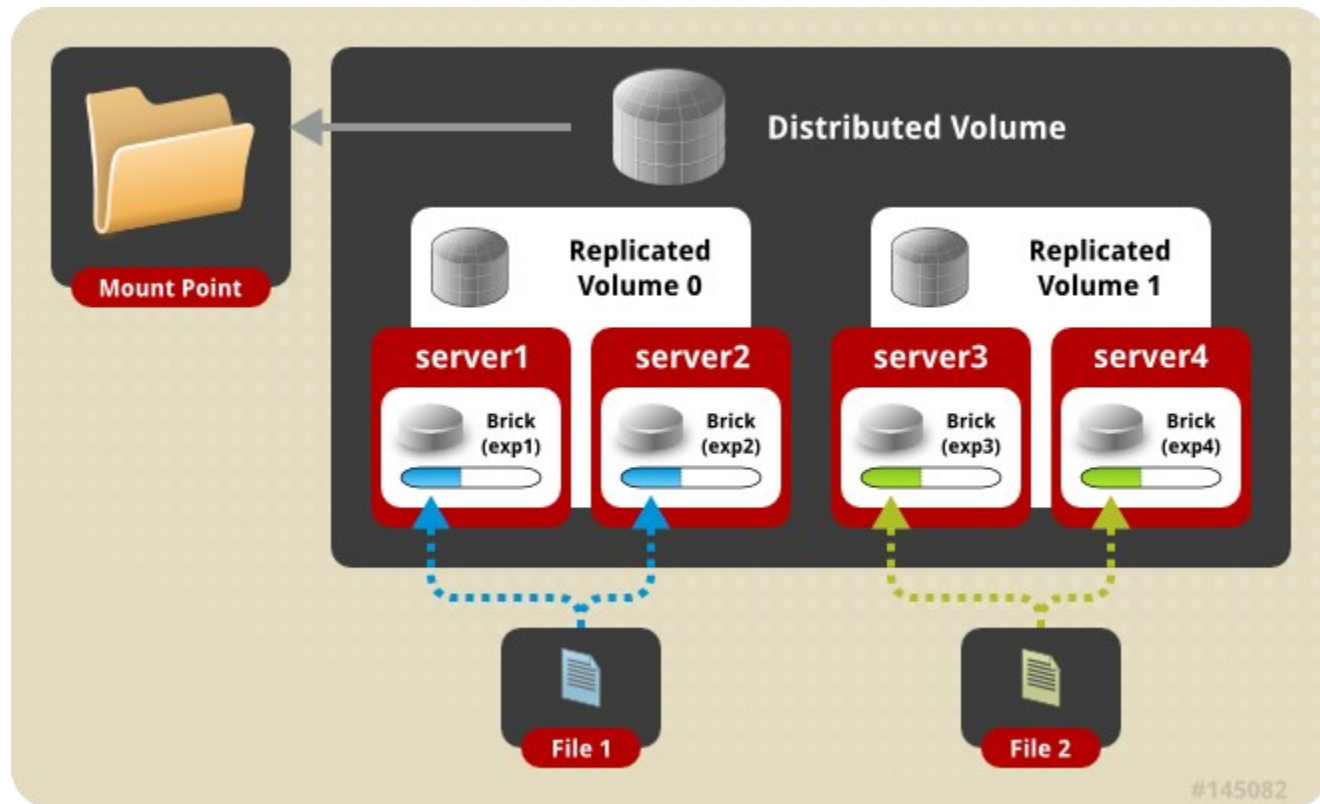 Distributed Volume
Mount Point
Replicated
Volume 0
Replicated
Volume 1
server1
server2
server3
server4
Brick
(exp1)
Brick
(exp2)
Brick
(exp3)
Brick
(exp4)
File 1
File 2
#145082